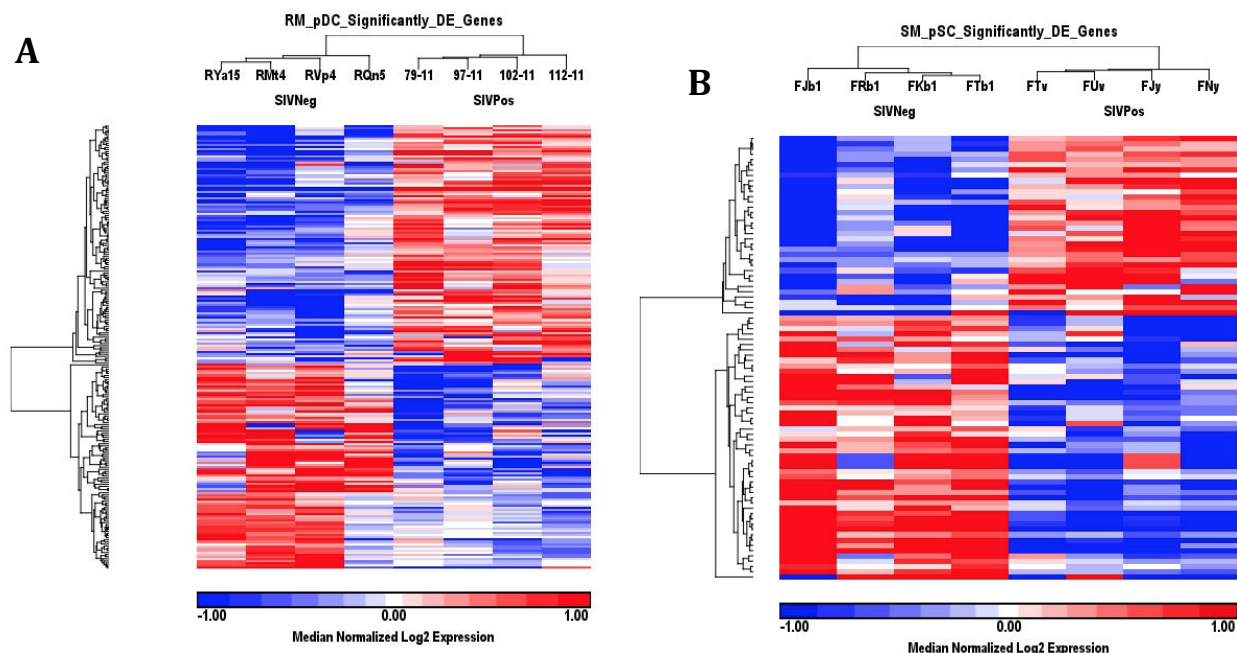 A
RM_pDC_Significantly_DE_Genes
RYa15 RMt4 RVp4 RQn5 79-11 97-11 102-11 112-11
SIVNeg SIVPos
-1.00 0.00 1.00
Median Normalized Log2 Expression
B
SM_pSC_Significantly_DE_Genes
FJb1 FRb1 FKb1 FTb1 FTv FUv FJy FNy
SIVNeg SIVPos
-1.00 0.00 1.00
Median Normalized Log2 Expression